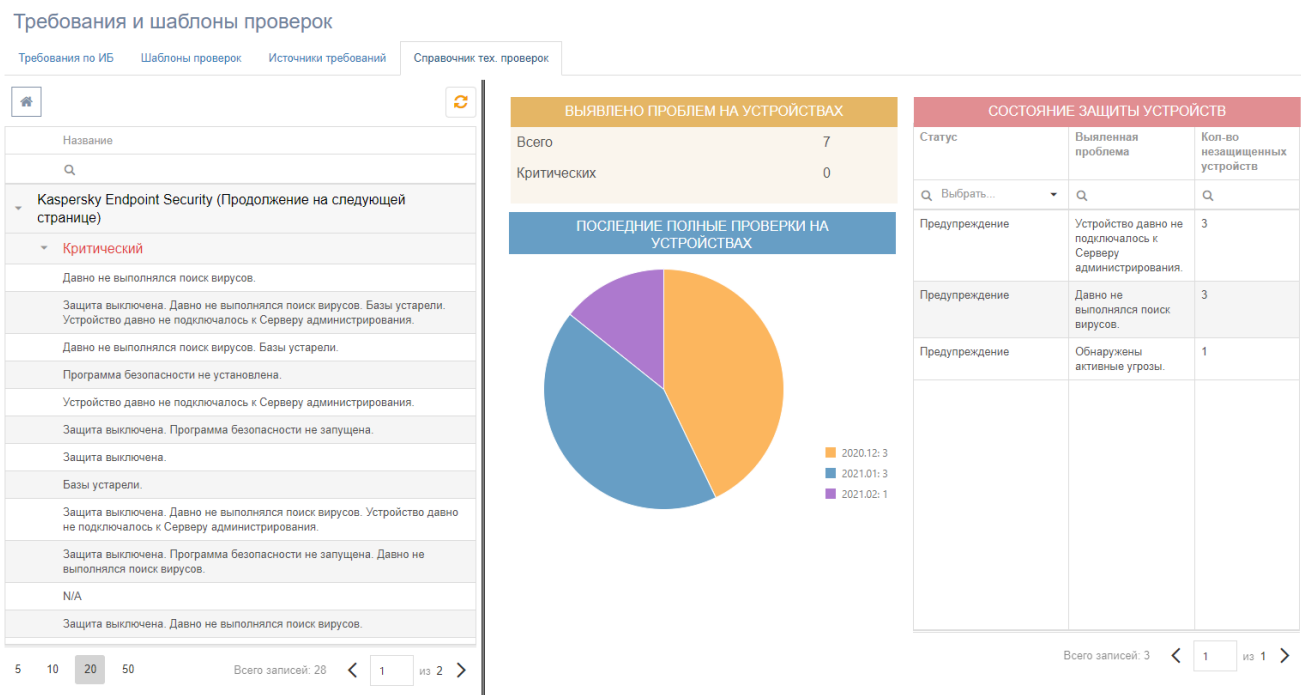 Требования и шаблоны проверок
Требования по ИБ
Шаблоны проверок
Источники требований
Справочник тех. проверок
Название
Kaspersky Endpoint Security (Продолжение на следующей
странице)
Критический
Давно не выполнялся поиск вирусов.
Защита выключена. Давно не выполнялся поиск вирусов. Базы устарели.
Устройство давно не подключалось к Серверу администрирования.
Давно не выполнялся поиск вирусов. Базы устарели.
Программа безопасности не установлена.
Устройство давно не подключалось к Серверу администрирования.
Защита выключена. Программа безопасности не запущена.
Защита выключена.
Базы устарели.
Защита выключена. Давно не выполнялся поиск вирусов. Устройство давно
не подключалось к Серверу администрирования.
Защита выключена. Программа безопасности не запущена. Давно не
выполнялся поиск вирусов.
N/A
Защита выключена. Давно не выполнялся поиск вирусов.
5 10 20 50
Всего записей: 28
1 из 2
ВЫЯВЛЕНО ПРОБЛЕМ НА УСТРОЙСТВАХ
Всего 7
Критических 0
ПОСЛЕДНИЕ ПОЛНЫЕ ПРОВЕРКИ НА
УСТРОЙСТВАХ
2020.12: 3
2021.01: 3
2021.02: 1
СОСТОЯНИЕ ЗАЩИТЫ УСТРОЙСТВ
Статус
Выяленная
проблема
Кол-во
незащищенных
устройств
Выбрать...
Предупреждение
Устройство давно не
подключалось к
Серверу
администрирования.
3
Предупреждение
Давно не
выполнялся поиск
вирусов.
3
Предупреждение
Обнаружены
активные угрозы.
1
Всего записей: 3
1 из 1